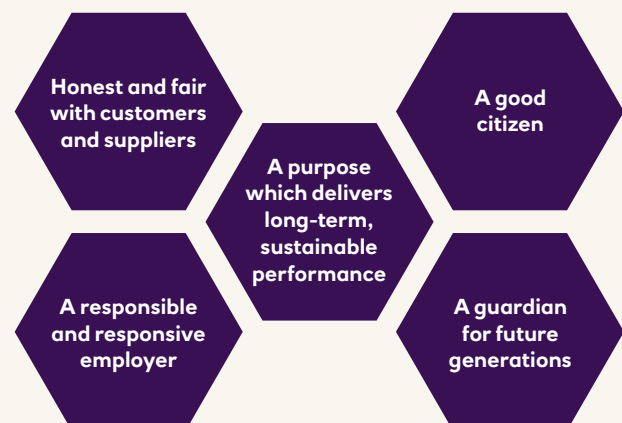 Honest and fair
with customers
and suppliers
A good
citizen
A purpose
which delivers
long-term,
sustainable
performance
A responsible
and responsive
employer
A guardian
for future
generations